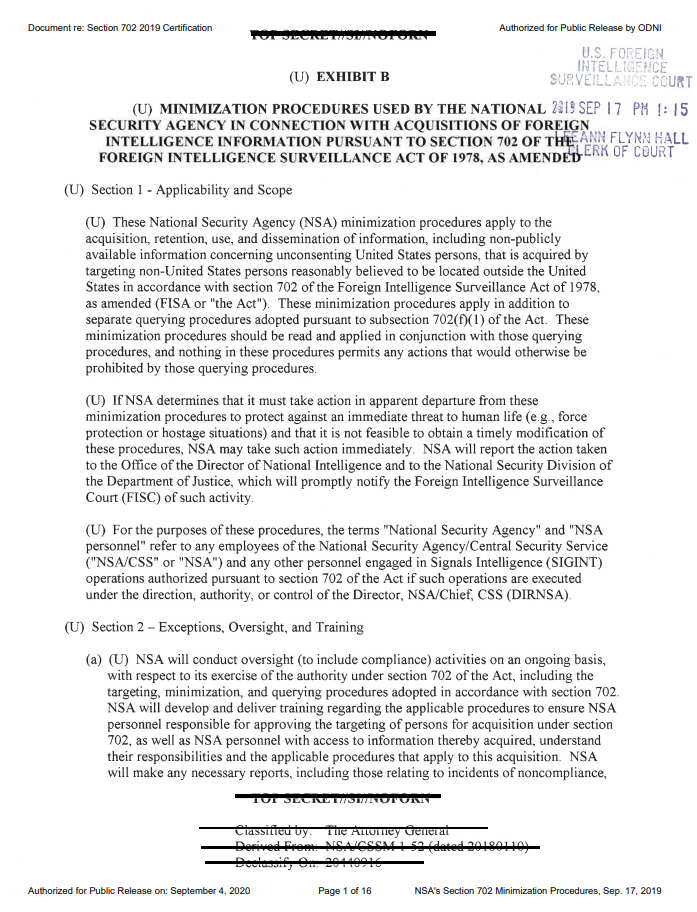 Document re: Section 702 2019 Certification
Authorized for Public Release by ODNI
TOP SECRET//SI//NOFORN
U.S. FOREIGN
INTELLIGENCE
SURVEILLANCE COURT
(U) EXHIBIT B
2019 SEP 17 PM 1:15
LEEANN FLYNN HALL
CLERK OF COURT
(U) MINIMIZATION PROCEDURES USED BY THE NATIONAL
SECURITY AGENCY IN CONNECTION WITH ACQUISITIONS OF FOREIGN
INTELLIGENCE INFORMATION PURSUANT TO SECTION 702 OF THE
FOREIGN INTELLIGENCE SURVEILLANCE ACT OF 1978, AS AMENDED
(U) Section 1 - Applicability and Scope
(U) These National Security Agency (NSA) minimization procedures apply to the
acquisition, retention, use, and dissemination of information, including non-publicly
available information concerning unconsenting United States persons, that is acquired by
targeting non-United States persons reasonably believed to be located outside the United
States in accordance with section 702 of the Foreign Intelligence Surveillance Act of 1978,
as amended (FISA or "the Act"). These minimization procedures apply in addition to
separate querying procedures adopted pursuant to subsection 702(f)(1) of the Act. These
minimization procedures should be read and applied in conjunction with those querying
procedures, and nothing in these procedures permits any actions that would otherwise be
prohibited by those querying procedures.
(U) If NSA determines that it must take action in apparent departure from these
minimization procedures to protect against an immediate threat to human life (e.g., force
protection or hostage situations) and that it is not feasible to obtain a timely modification of
these procedures, NSA may take such action immediately. NSA will report the action taken
to the Office of the Director of National Intelligence and to the National Security Division of
the Department of Justice, which will promptly notify the Foreign Intelligence Surveillance
Court (FISC) of such activity.
(U) For the purposes of these procedures, the terms "National Security Agency" and "NSA
personnel" refer to any employees of the National Security Agency/Central Security Service
("NSA/CSS" or "NSA") and any other personnel engaged in Signals Intelligence (SIGINT)
operations authorized pursuant to section 702 of the Act if such operations are executed
under the direction, authority, or control of the Director, NSA/Chief, CSS (DIRNSA).
(U) Section 2 – Exceptions, Oversight, and Training
(a) (U) NSA will conduct oversight (to include compliance) activities on an ongoing basis,
with respect to its exercise of the authority under section 702 of the Act, including the
targeting, minimization, and querying procedures adopted in accordance with section 702.
NSA will develop and deliver training regarding the applicable procedures to ensure NSA
personnel responsible for approving the targeting of persons for acquisition under section
702, as well as NSA personnel with access to information thereby acquired, understand
their responsibilities and the applicable procedures that apply to this acquisition. NSA
will make any necessary reports, including those relating to incidents of noncompliance,
TOP SECRET//SI//NOFORN
Classified by: The Attorney General
Derived From: NSA/CSSM 1-52 (dated 20180110)
Declassify On: 20440916
Authorized for Public Release on: September 4, 2020
Page 1 of 16
NSA's Section 702 Minimization Procedures, Sep. 17, 2019